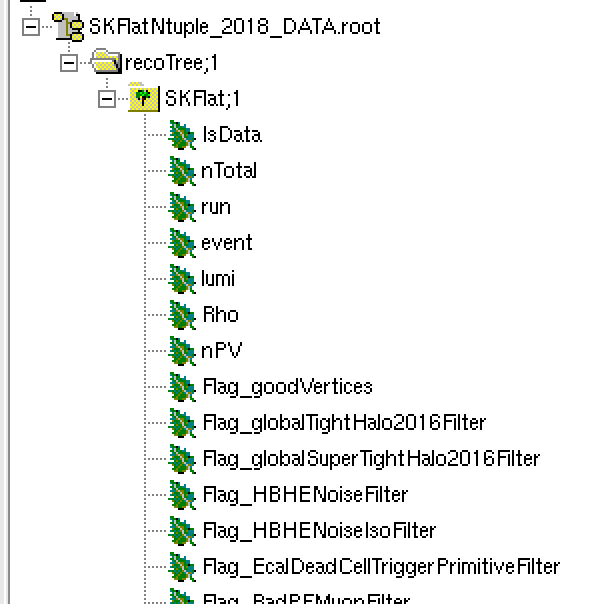 SKFlatNtuple_2018_DATA.root
recoTree;1
SKFlat;1
IsData
nTotal
run
event
lumi
Rho
nPV
Flag_goodVertices
Flag_globalTightHalo2016Filter
Flag_globalSuperTightHalo2016Filter
Flag_HBHENoiseFilter
Flag_HBHENoiseIsoFilter
Flag_EcalDeadCellTriggerPrimitiveFilter
Flag_BadPFMuonFilter